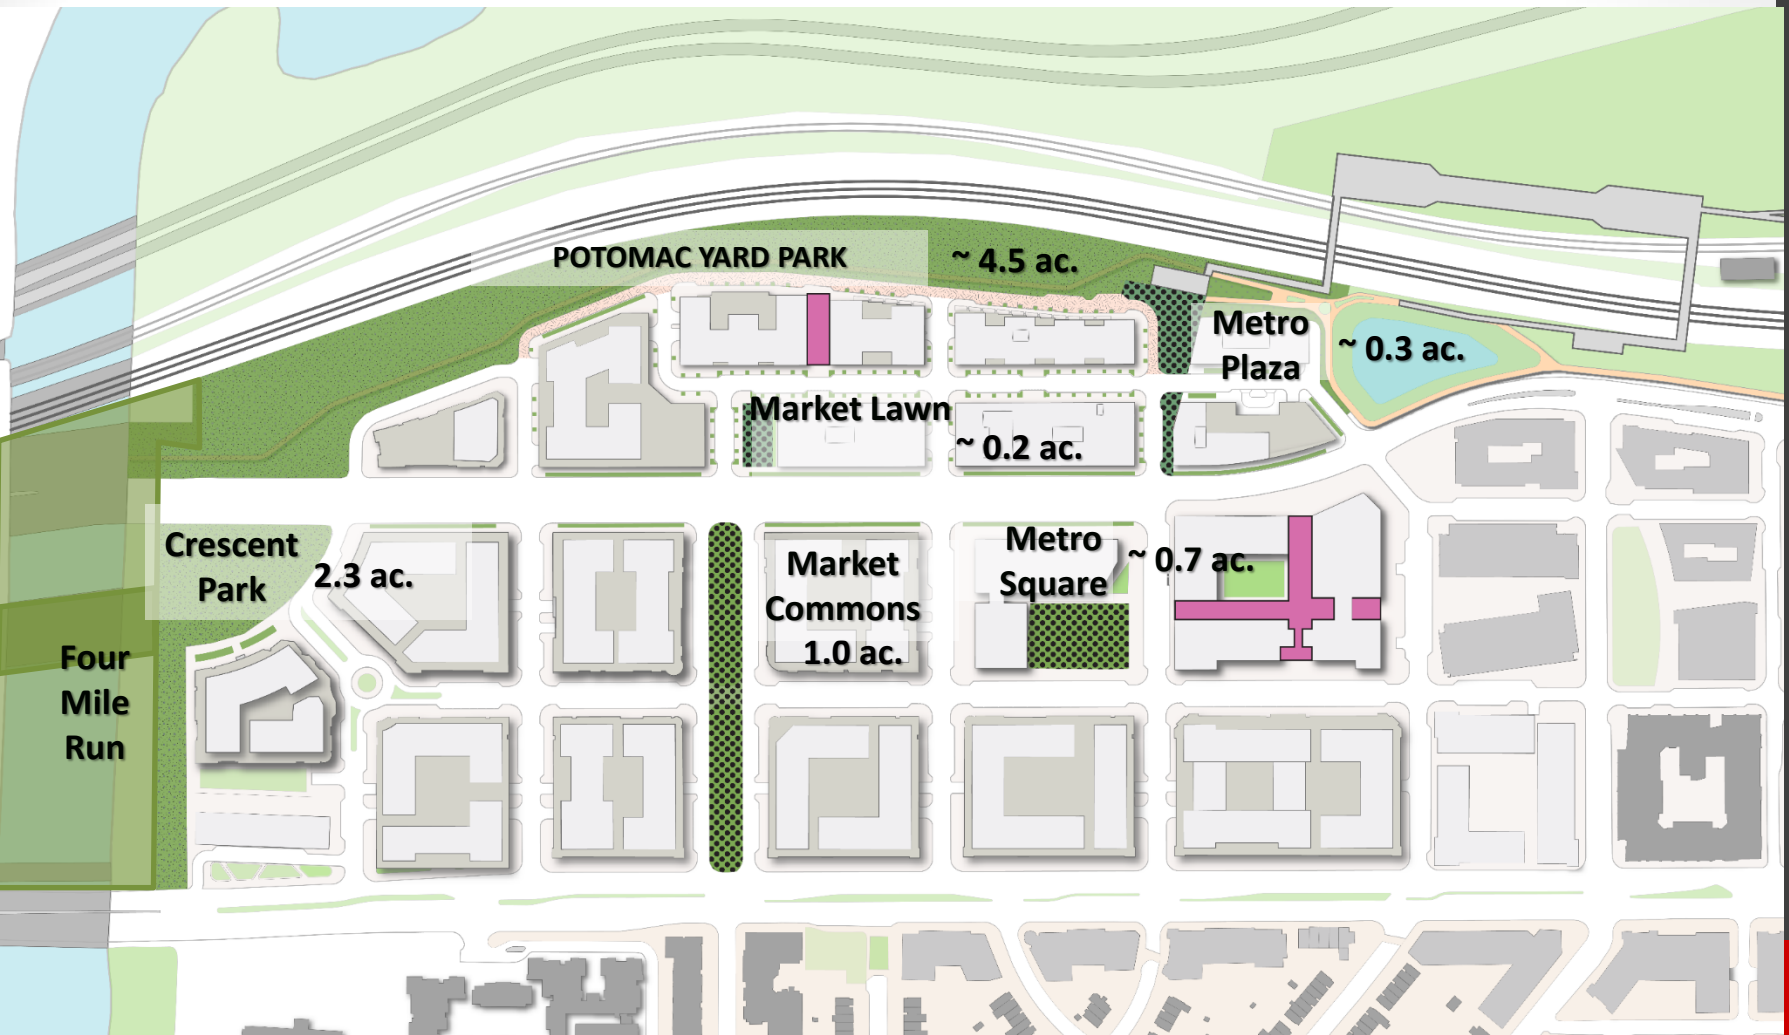 POTOMAC YARD PARK
~ 4.5 ac.
Metro
Plaza
~ 0.3 ac.
Market Lawn
~ 0.2 ac.
Crescent
Park
2.3 ac.
Market
Commons
1.0 ac.
Metro
Square
~ 0.7 ac.
Four
Mile
Run